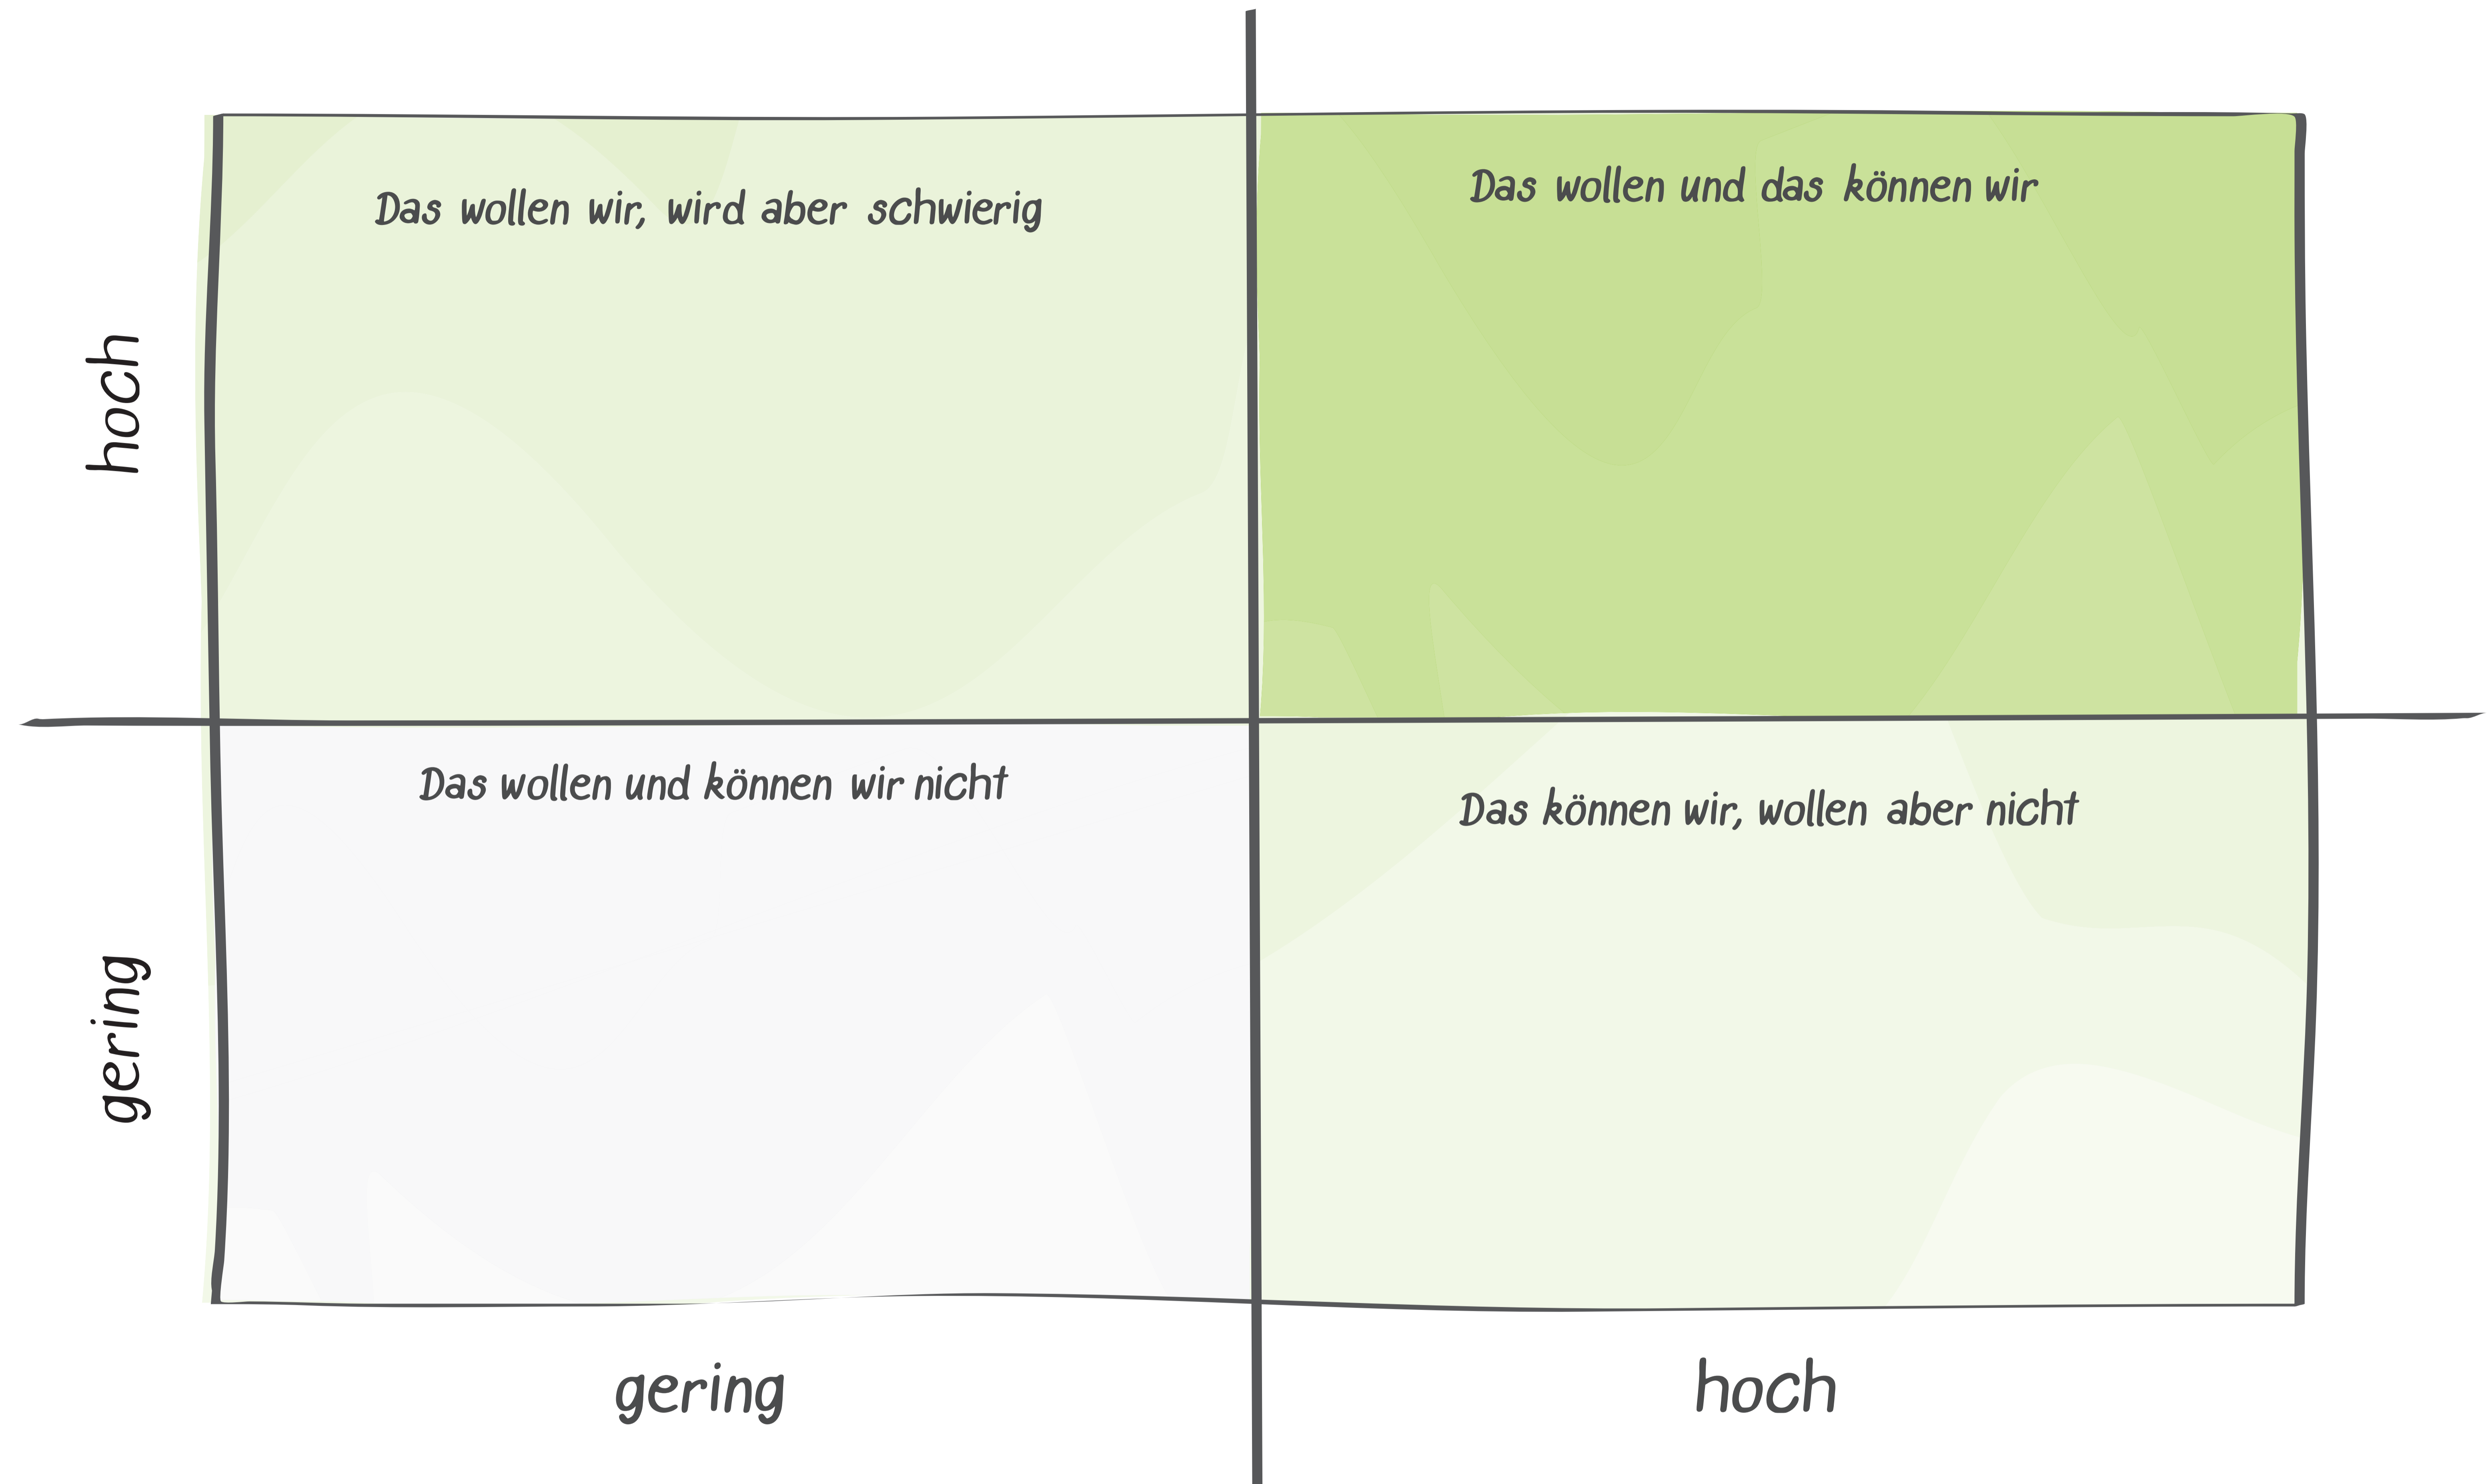 Das wollen wir, wird aber schwierig
Das wollen und das können wir
hoch
Das wollen und können wir nicht
Das können wir, wollen aber nicht
gering
gering
hoch